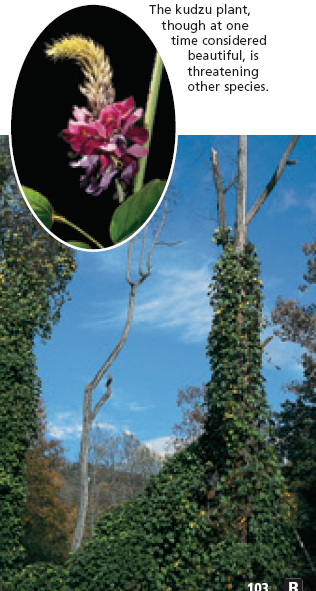 The kudzu plant,
though at one
time considered
beautiful, is
threatening
other species.
103 B